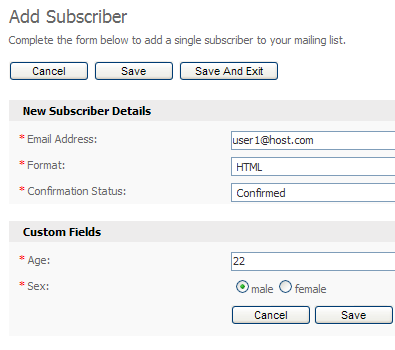 Add Subscriber
Complete the form below to add a single subscriber to your mailing list.
Cancel Save Save And Exit
New Subscriber Details
* Email Address: user1@host.com
* Format: HTML
* Confirmation Status: Confirmed
Custom Fields
* Age: 22
* Sex: male female
Cancel Save